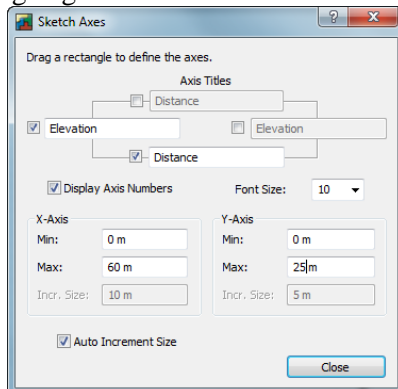 Sketch Axes
Drag a rectangle to define the axes.
Axis Titles
Distance
Elevation
Elevation
Distance
Display Axis Numbers
Font Size: 10
X-Axis
Y-Axis
Min: 0 m
Min: 0 m
Max: 60 m
Max: 25 m
Incr. Size: 10 m
Incr. Size: 5 m
Auto Increment Size
Close